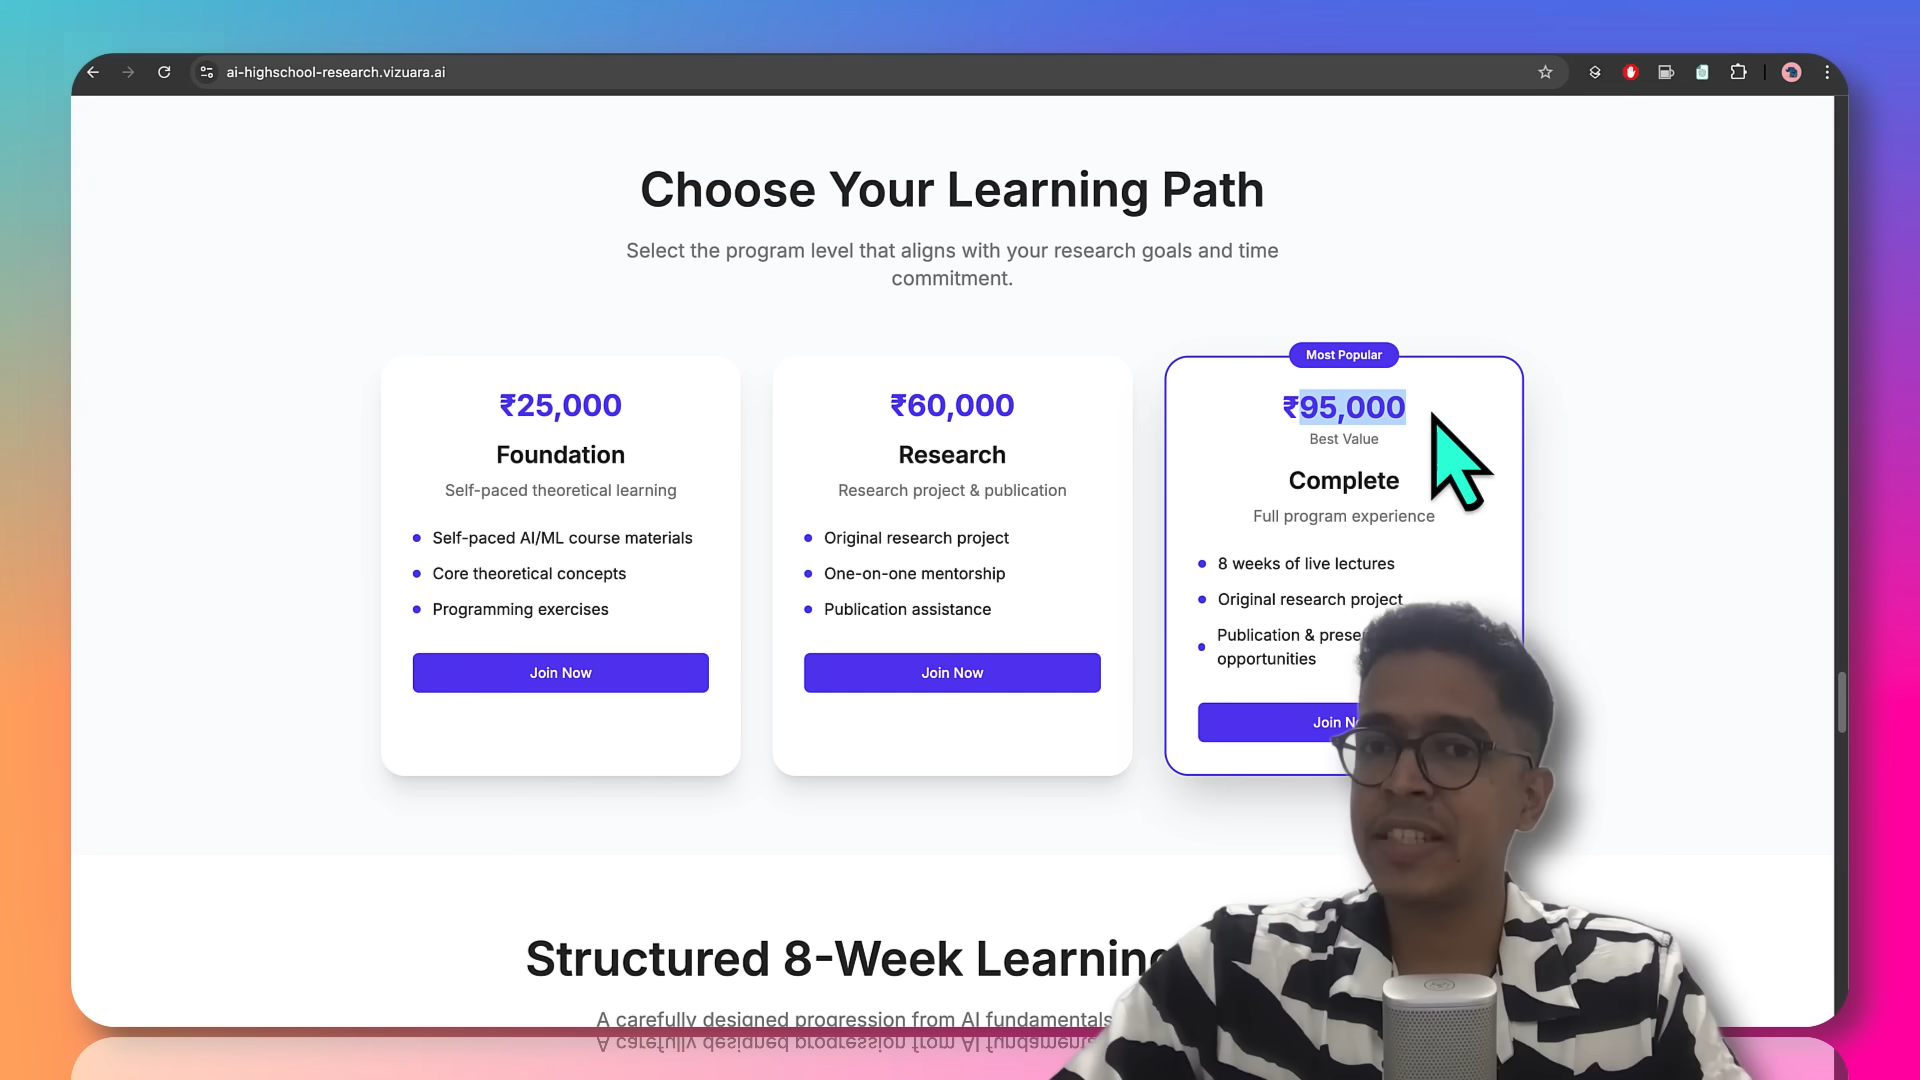 ai-highschool-research.vizuara.ai
Choose Your Learning Path
Select the program level that aligns with your research goals and time
commitment.
₹25,000
Foundation
Self-paced theoretical learning
Self-paced AI/ML course materials
Core theoretical concepts
Programming exercises
Join Now
₹60,000
Research
Research project & publication
Original research project
One-on-one mentorship
Publication assistance
Join Now
Most Popular
₹95,000
Best Value
Complete
Full program experience
8 weeks of live lectures
Original research project
Publication &
opportunities
Join
Structured 8-Week Learning
A carefully designed progression from AI fundamentals